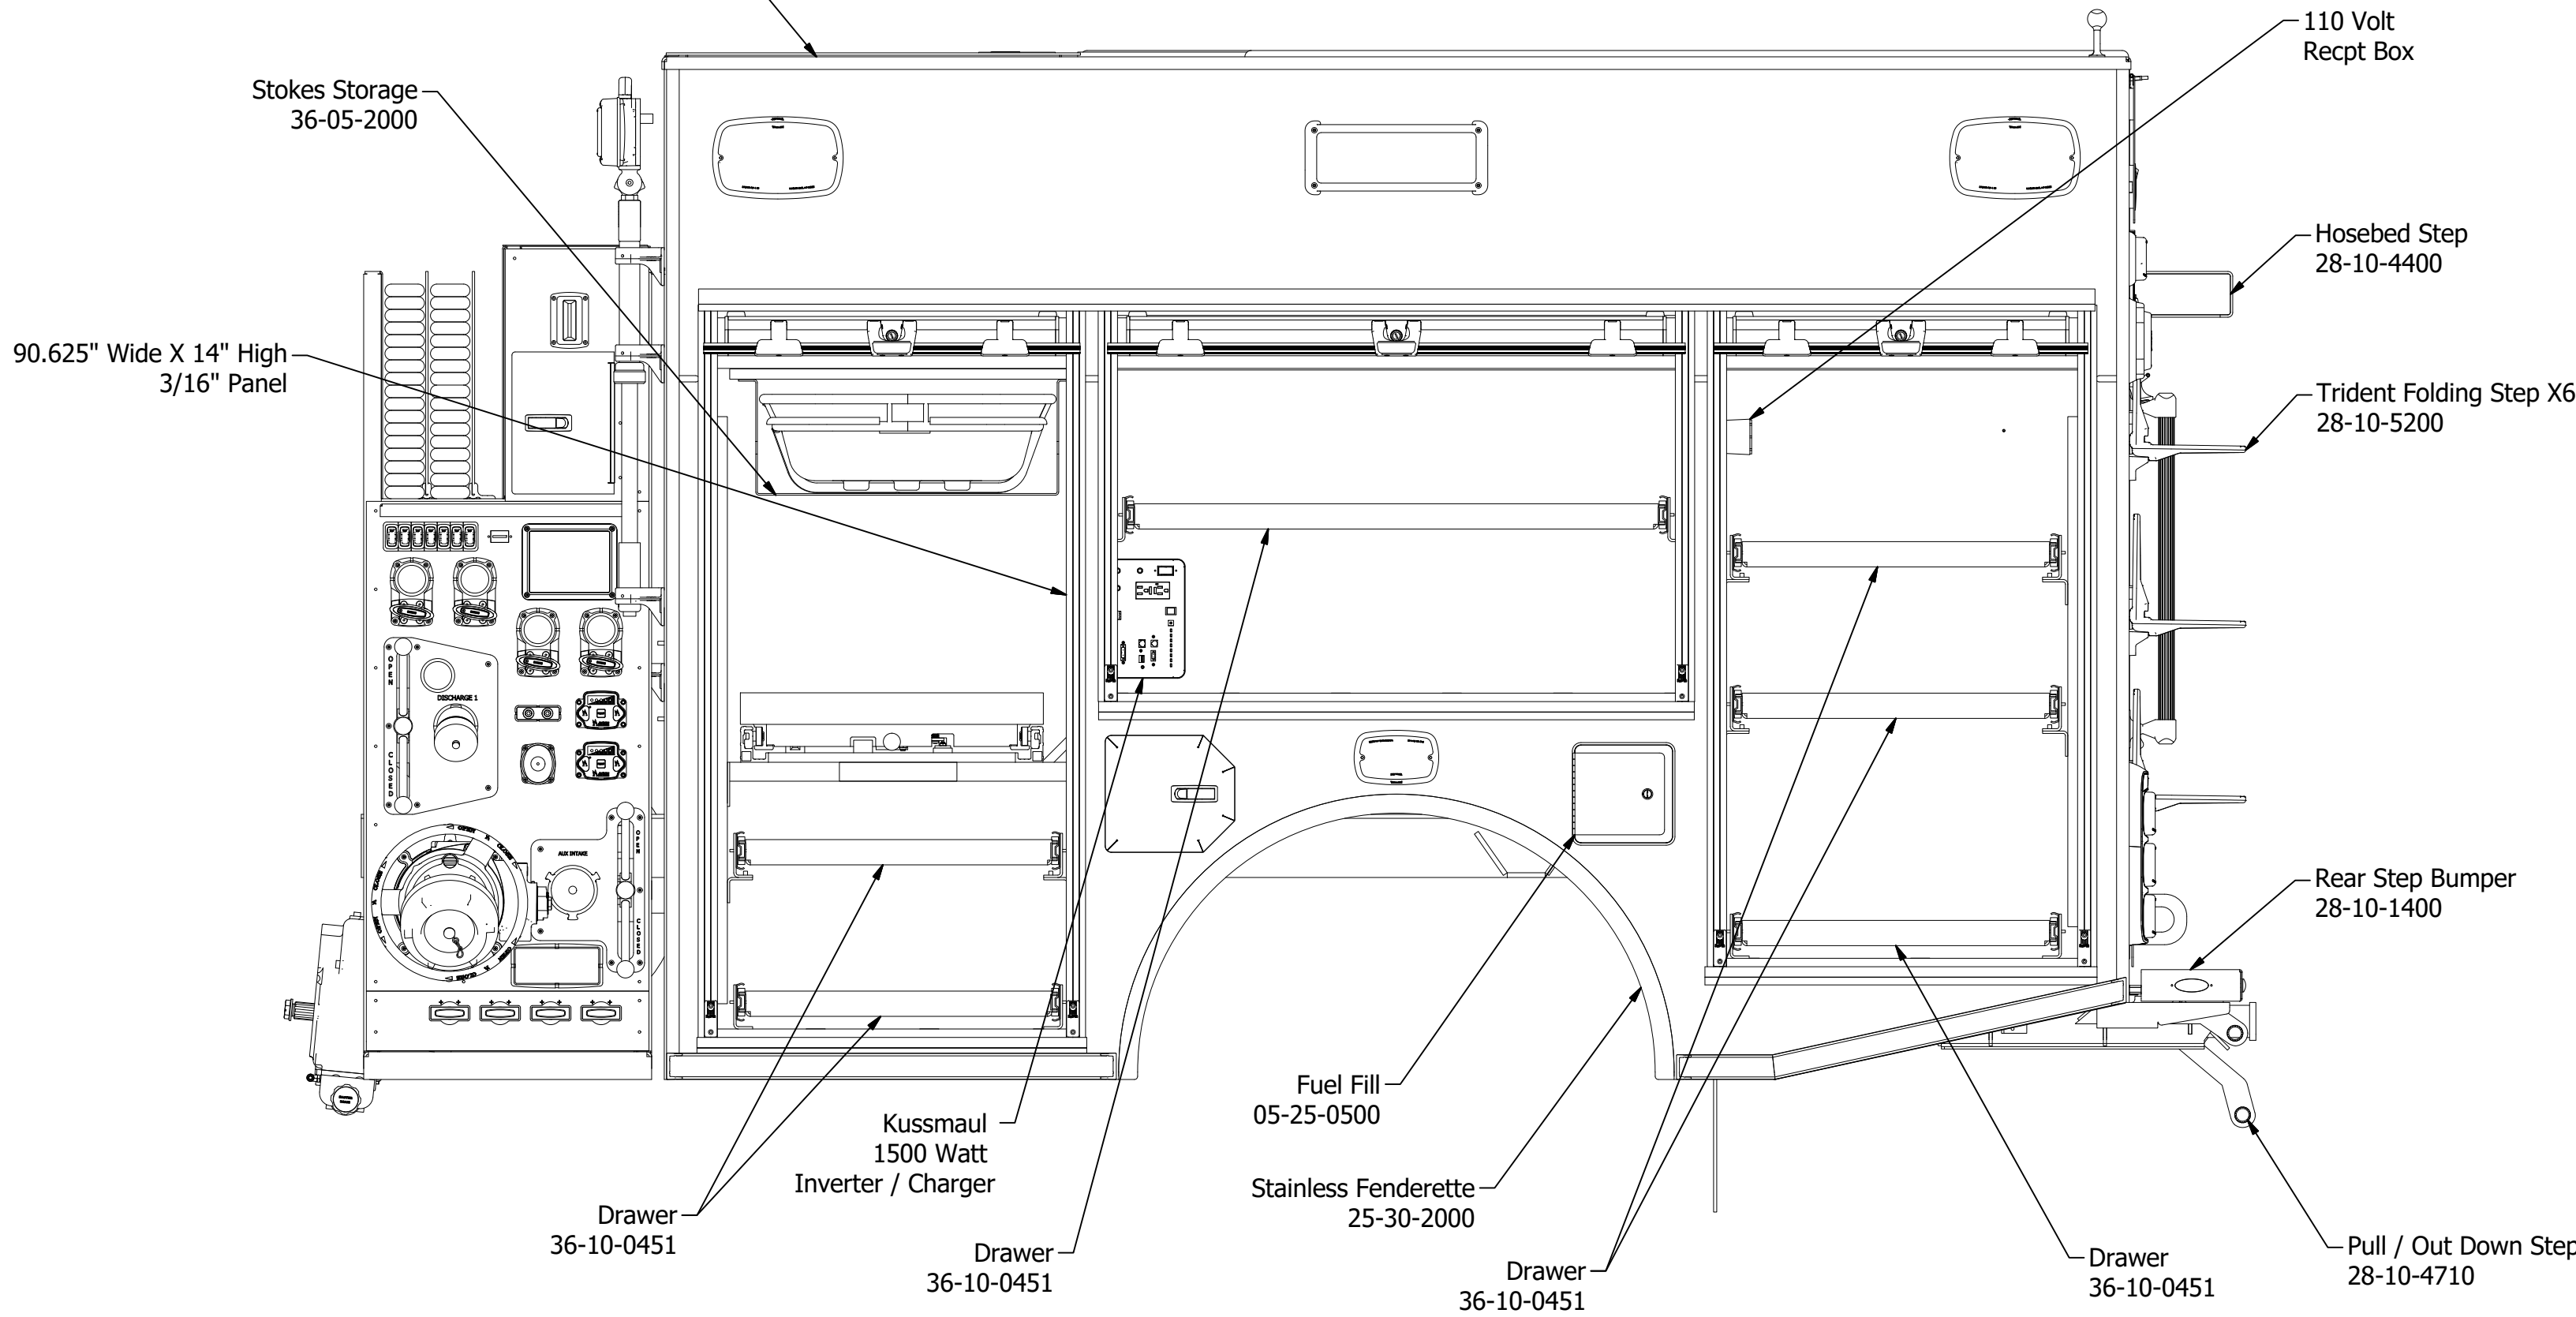 110 Volt
Recpt Box
Stokes Storage
36-05-2000
Hosebed Step
28-10-4400
90.625" Wide X 14" High
3/16" Panel
Trident Folding Step X6
28-10-5200
OPEN
DISCHARGE 1
CLOSED
OPEN
CLOSE
AUX INTAKE
OPEN
CLOSED
Rear Step Bumper
28-10-1400
Fuel Fill
05-25-0500
Kussmaul
1500 Watt
Inverter / Charger
Stainless Fenderette
25-30-2000
Drawer
36-10-0451
Drawer
36-10-0451
Drawer
36-10-0451
Drawer
36-10-0451
Pull / Out Down Step
28-10-4710